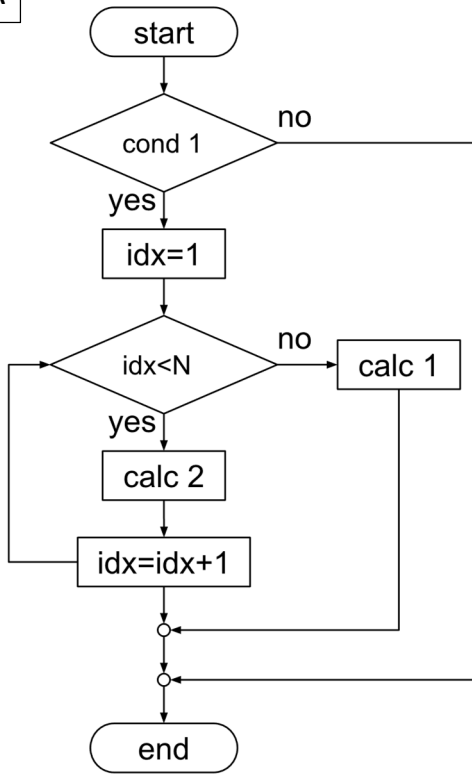 start
cond 1
no
yes
idx=1
idx<N
no
calc 1
yes
calc 2
idx=idx+1
end